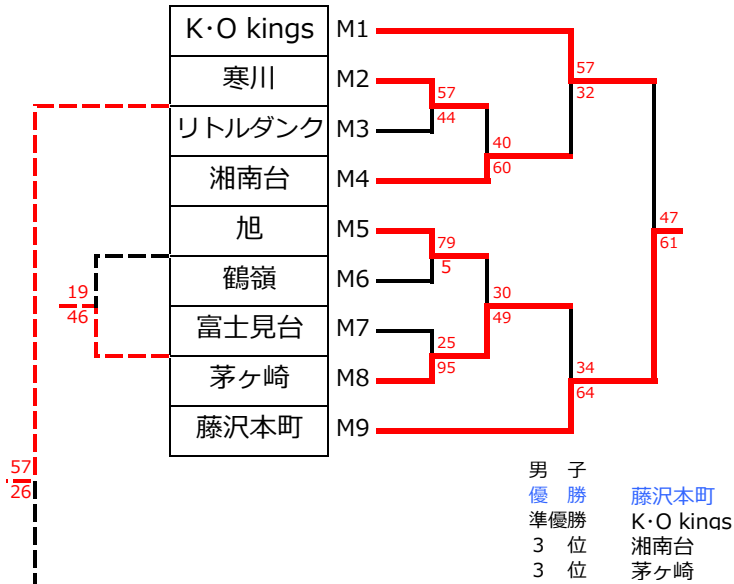 K・O kings M1
寒川 M2
リトルダンク M3
湘南台 M4
旭 M5
鶴嶺 M6
富士見台 M7
茅ヶ崎 M8
藤沢本町 M9
57
32
57
44
40
60
47
61
79
5
30
49
25
95
34
64
19
46
57
26
男 子
優 勝 藤沢本町
準優勝 K・O kings
3 位 湘南台
3 位 茅ヶ崎